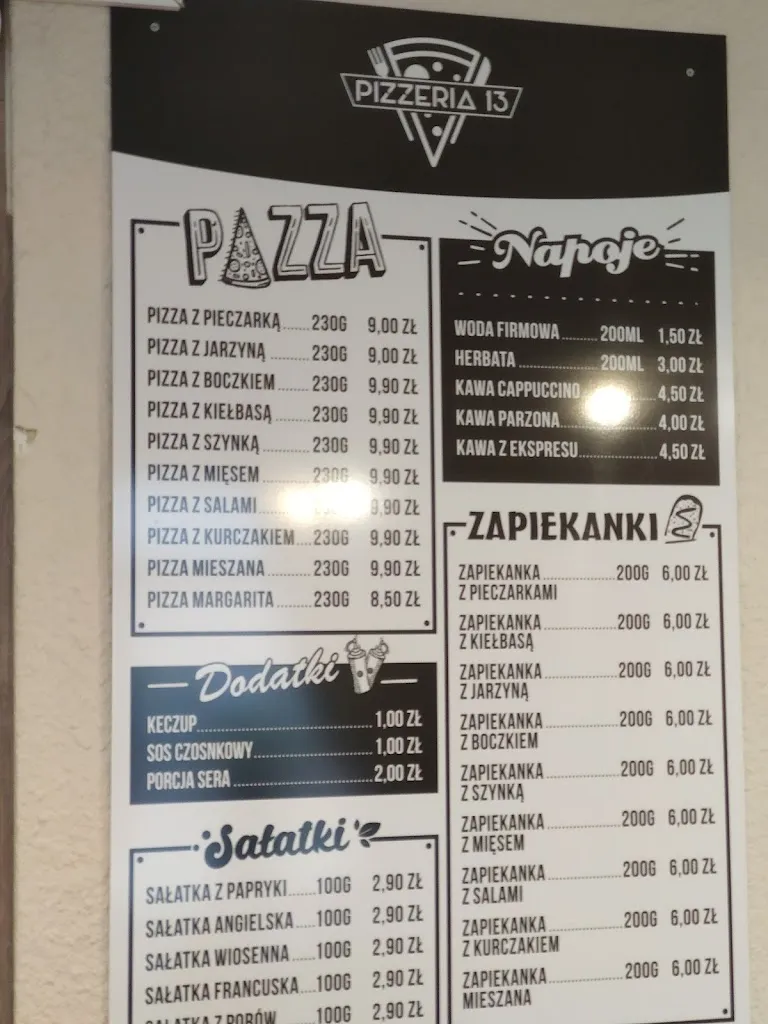 PIZZERIA 13
PIZZA
PIZZA Z PIECZARKĄ......230G 9,00 ZŁ
PIZZA Z JARZYNĄ.........230G 9,00 ZŁ
PIZZA Z BOCZKIEM........230G 9,90 ZŁ
PIZZA Z KIEŁBASĄ.........230G 9,90 ZŁ
PIZZA Z SZYNKĄ...........230G 9,90 ZŁ
PIZZA Z MIĘSEM...........230G 9,90 ZŁ
PIZZA Z SALAMI........... 9,90 ZŁ
PIZZA Z KURCZAKIEM....230G 9,90 ZŁ
PIZZA MIESZANA..........230G 9,90 ZŁ
PIZZA MARGARITA........230G 8,50 ZŁ
Dodatki
KECZUP..........1,00 ZŁ
SOS CZOSNKOWY..........1,00 ZŁ
PORCJA SERA..........2,00 ZŁ
Sałatki
SAŁATKA Z PAPRYKI......100G 2,90 ZŁ
SAŁATKA ANGIELSKA.....100G 2,90 ZŁ
SAŁATKA WIOSENNA......100G 2,90 ZŁ
SAŁATKA FRANCUSKA....100G 2,90 ZŁ
SAŁATKA Z PORÓW 100G 2,90 ZŁ
Napoje
WODA FIRMOWA.........200ML 1,50 ZŁ
HERBATA..........200ML 3,00 ZŁ
KAWA CAPPUCCINO..........4,50 ZŁ
KAWA PARZONA..........4,00 ZŁ
KAWA Z EKSPRESU..........4,50 ZŁ
ZAPIEKANKI
ZAPIEKANKA..........200G 6,00 ZŁ
Z PIECZARKAMI
ZAPIEKANKA..........200G 6,00 ZŁ
Z KIEŁBASĄ
ZAPIEKANKA..........200G 6,00 ZŁ
Z JARZYNĄ
ZAPIEKANKA..........200G 6,00 ZŁ
Z BOCZKIEM
ZAPIEKANKA..........200G 6,00 ZŁ
Z SZYNKĄ
ZAPIEKANKA..........200G 6,00 ZŁ
Z MIĘSEM
ZAPIEKANKA..........200G 6,00 ZŁ
Z SALAMI
ZAPIEKANKA..........200G 6,00 ZŁ
Z KURCZAKIEM
ZAPIEKANKA..........200G 6,00 ZŁ
MIESZANA